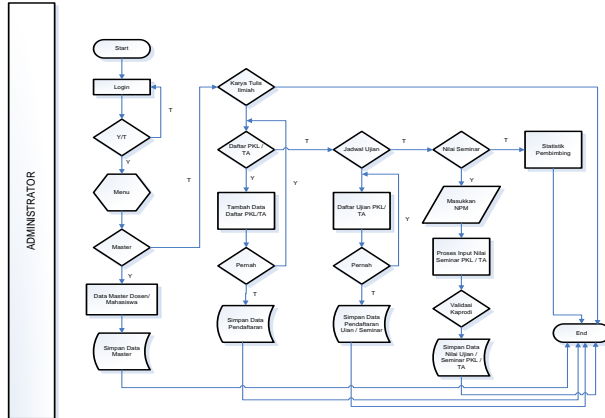 ADMINISTRATOR
Start
Login
T
Y/T
Y
Menu
T
Master
Y
Data Master Dosen/
Mahasiswa
Simpan Data
Master
Karya Tulis
Ilmiah
Daftar PKL /
TA
T
Y
Y
Tambah Data
Daftar PKL/TA
Pernah
T
Simpan Data
Pendaftaran
Jadwal Ujian
T
Y
Daftar Ujian PKL/
TA
Pernah
T
Simpan Data
Pendaftaran
Uian / Seminar
Nilai Seminar
T
Y
Masukkan
NPM
Proses Input Nilai
Seminar PKL / TA
Validasi
Kaprodi
Simpan Data
Nilai Ujian /
Seminar PKL /
TA
Statistik
Pembimbing
End